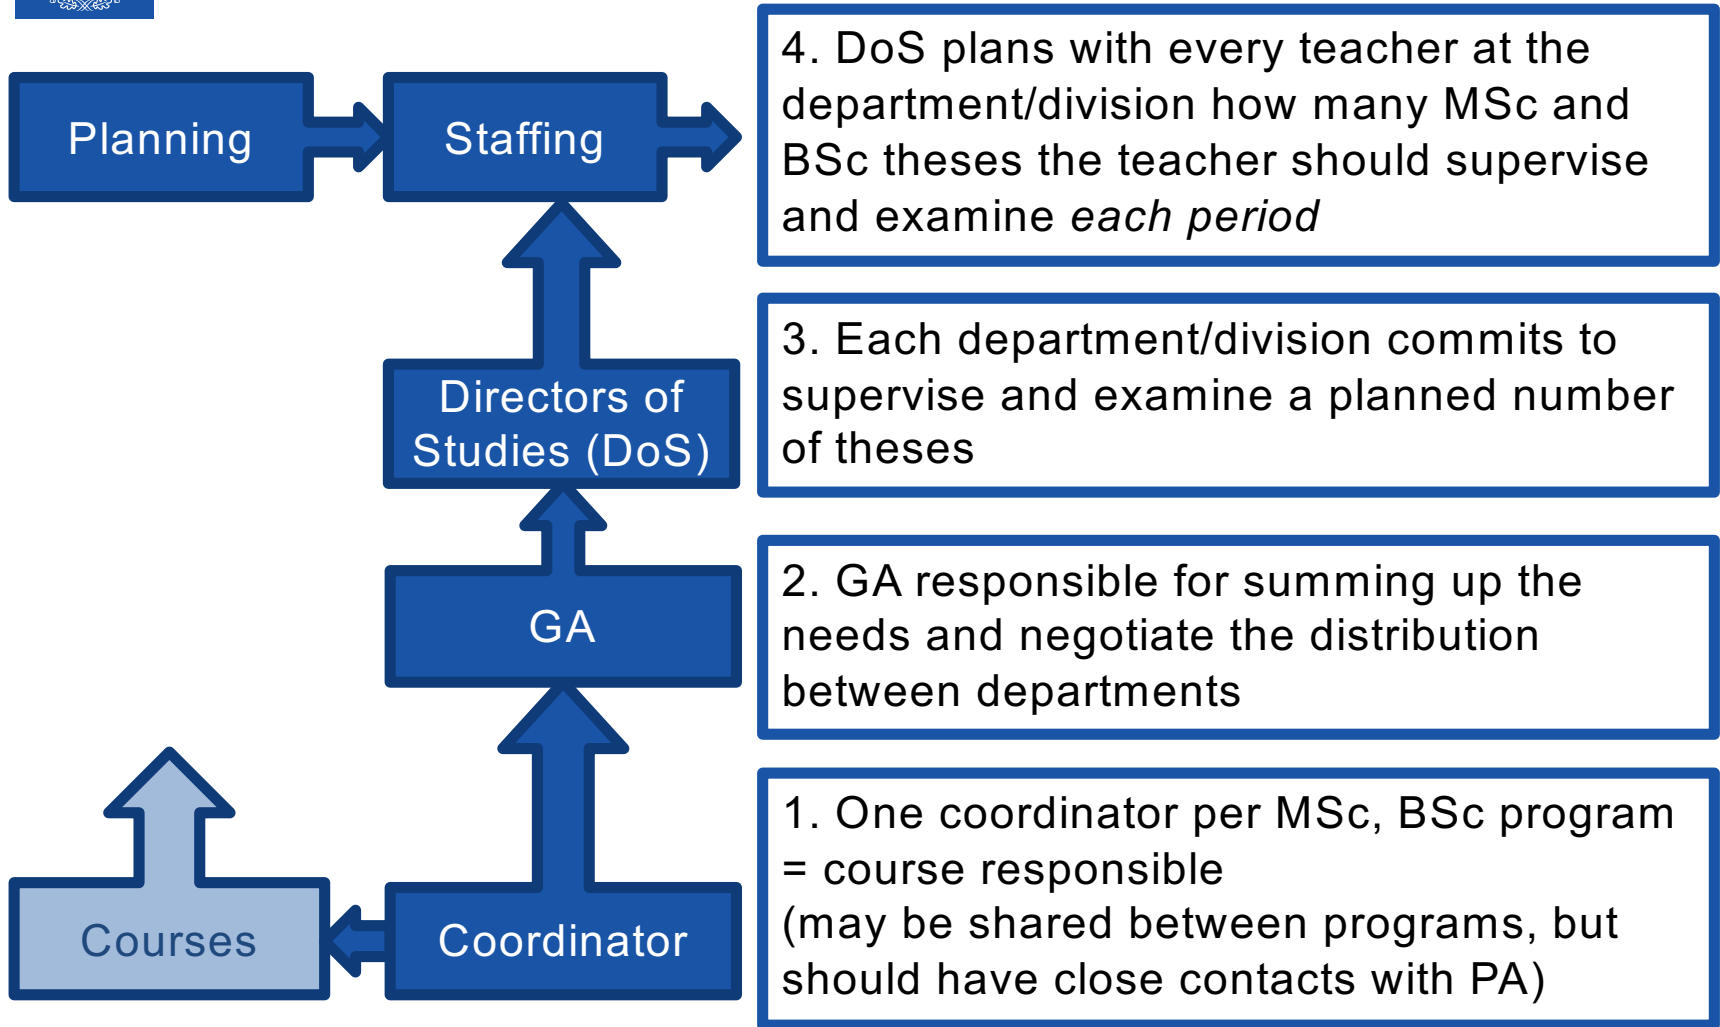 Planning
Staffing
4. DoS plans with every teacher at the
department/division how many MSc and
BSc theses the teacher should supervise
and examine each period
Directors of
Studies (DoS)
3. Each department/division commits to
supervise and examine a planned number
of theses
GA
2. GA responsible for summing up the
needs and negotiate the distribution
between departments
Courses
Coordinator
1. One coordinator per MSc, BSc program
= course responsible
(may be shared between programs, but
should have close contacts with PA)